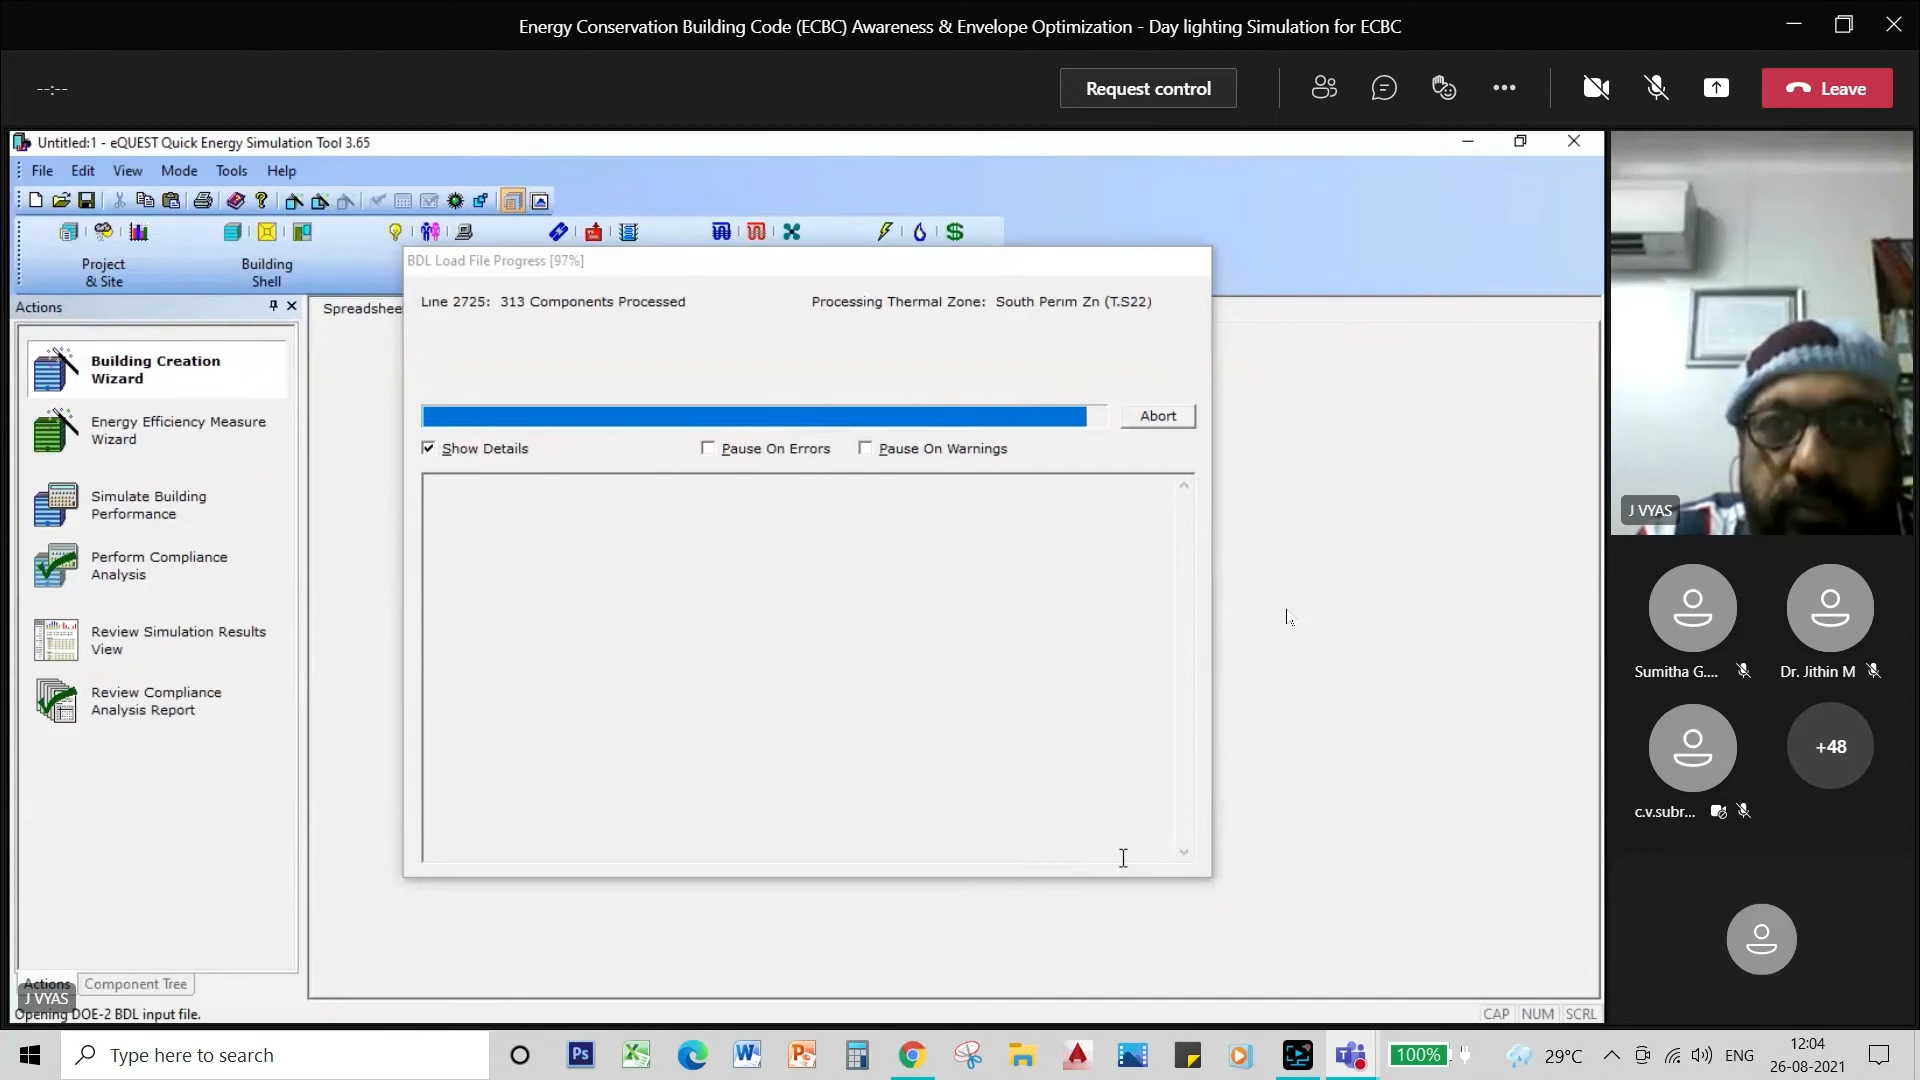 Energy Conservation Building Code (ECBC) Awareness & Envelope Optimization - Day lighting Simulation for ECBC
--:--
Request control
Leave
Untitled:1 - eQUEST Quick Energy Simulation Tool 3.65
File Edit View Mode Tools Help
Project
& Site
Building
Shell
BDL Load File Progress [97%]
Line 2725: 313 Components Processed
Processing Thermal Zone: South Perim Zn (T.S22)
Actions
Spreadshee
Abort
Show Details
Pause On Errors
Pause On Warnings
Building Creation
Wizard
Energy Efficiency Measure
Wizard
Simulate Building
Performance
Perform Compliance
Analysis
Review Simulation Results
View
Review Compliance
Analysis Report
Actions
Component Tree
J VYAS
Opening DOE-2 BDL input file.
CAP NUM SCRL
J VYAS
Sumitha G....
Dr. Jithin M
c.v.subr...
+48
Type here to search
Ps
100%
29°C
ENG
12:04
26-08-2021